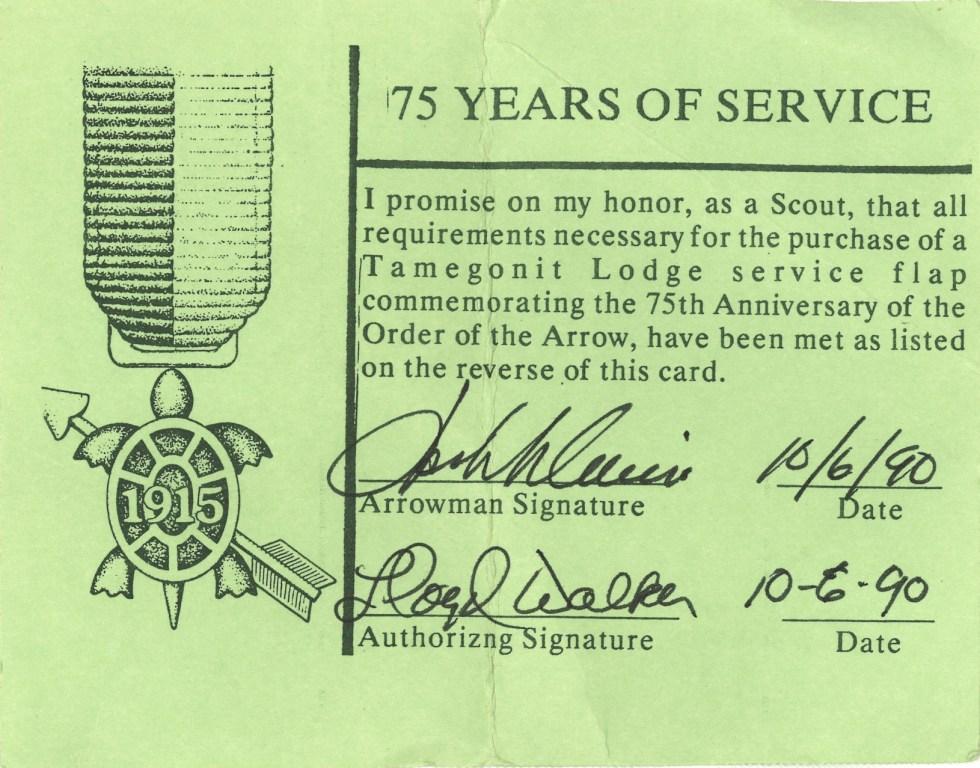 75 YEARS OF SERVICE
I promise on my honor, as a Scout, that all
requirements necessary for the purchase of a
Tamegonit Lodge service flap
commemorating the 75th Anniversary of the
Order of the Arrow, have been met as listed
on the reverse of this card.
10/6/90
Arrowman Signature Date
1915
Lloyd Walker 10-6-90
Authorizng Signature Date